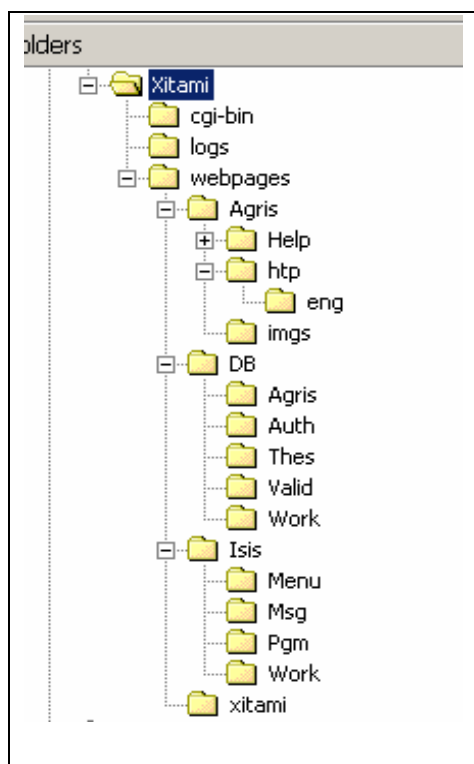 olders
Xitami
cgi-bin
logs
webpages
Agris
Help
htp
eng
imgs
DB
Agris
Auth
Thes
Valid
Work
Isis
Menu
Msg
Pgm
Work
xitami